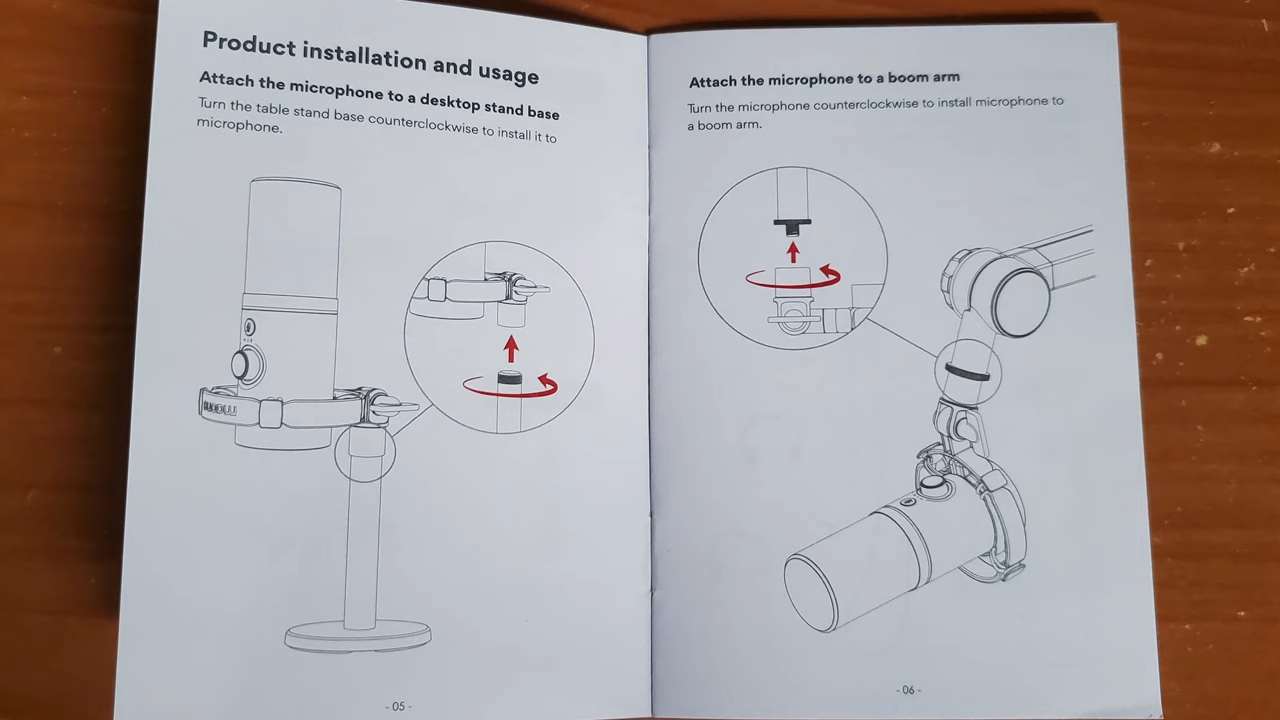 Product installation and usage
Attach the microphone to a desktop stand base
Turn the table stand base counterclockwise to install it to
microphone.
- 05 -
Attach the microphone to a boom arm
Turn the microphone counterclockwise to install microphone to
a boom arm.
- 06 -